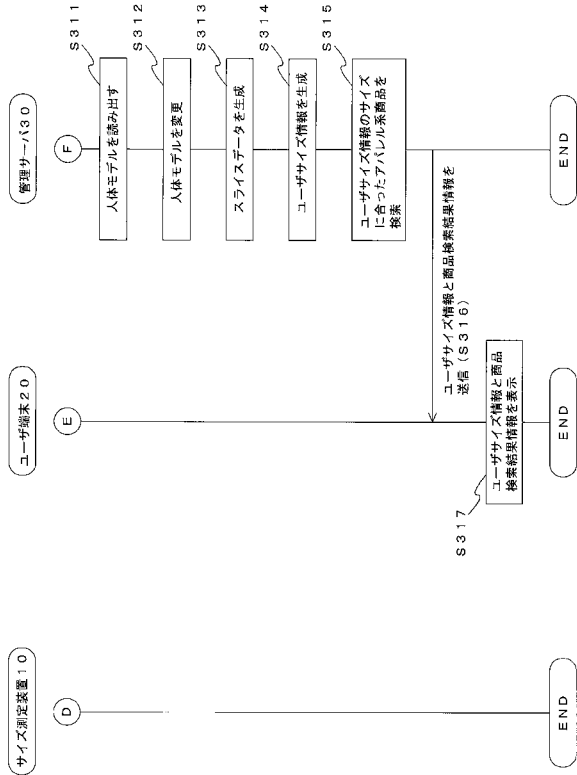 サイズ測定装置10
ユーザ端末20
管理サーバ30
D
E
F
人体モデルを読み出す
S311
人体モデルを変更
S312
スライスデータを生成
S313
ユーザサイズ情報を生成
S314
ユーザサイズ情報のサイズ
に合ったアパレル系商品を
検索
S315
ユーザサイズ情報と商品検索結果情報を
送信(S316)
S317
ユーザサイズ情報と商品
検索結果情報を表示
END
END
END